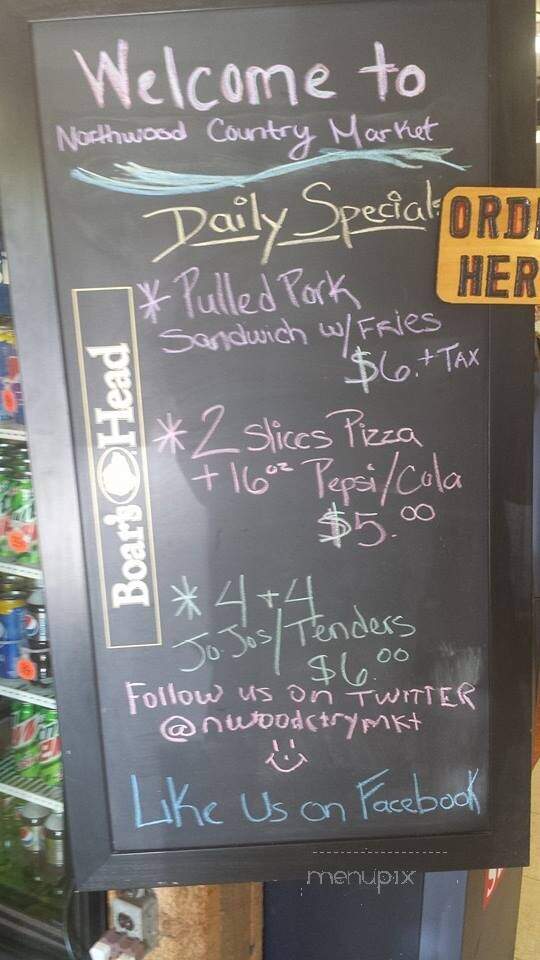 Welcome to
Northwood Country Market
Daily Specials
ORD
HER
* Pulled Pork
Sandwich w/Fries
$6.+TAX
Boar's Head
* 2 Slices Pizza
+ 16oz Pepsi/Cola
$5.00
* 4 + 4
JoJos/Tenders
$6.00
Follow us on TWITTER
@nwoodctrymkt
Like Us on Facebook
menupix